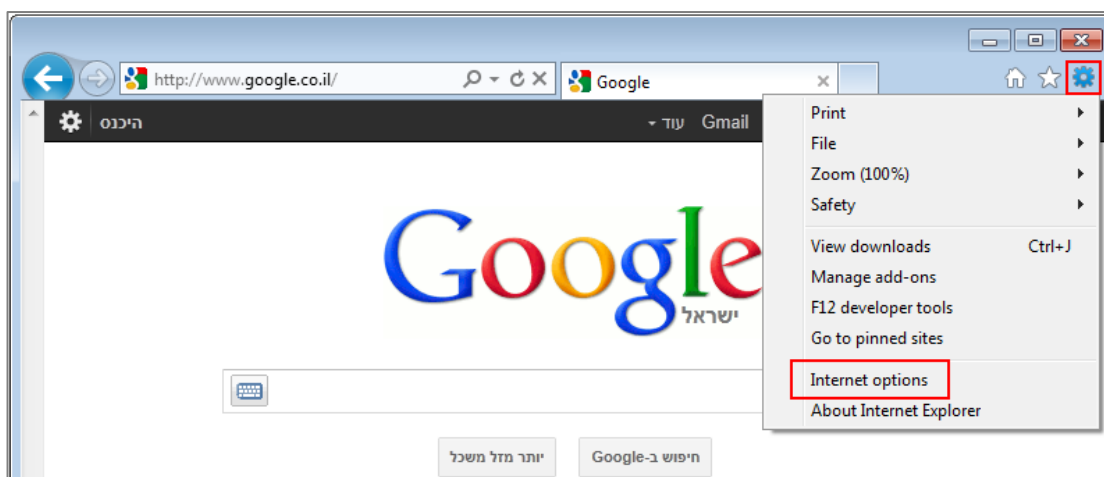 http://www.google.co.il/
Google
היכנס
עוד
Gmail
Print
File
Zoom (100%)
Safety
View downloads Ctrl+J
Manage add-ons
F12 developer tools
Go to pinned sites
Internet options
About Internet Explorer
Google
ישראל
חיפוש ב-Google
יותר מזל משכל